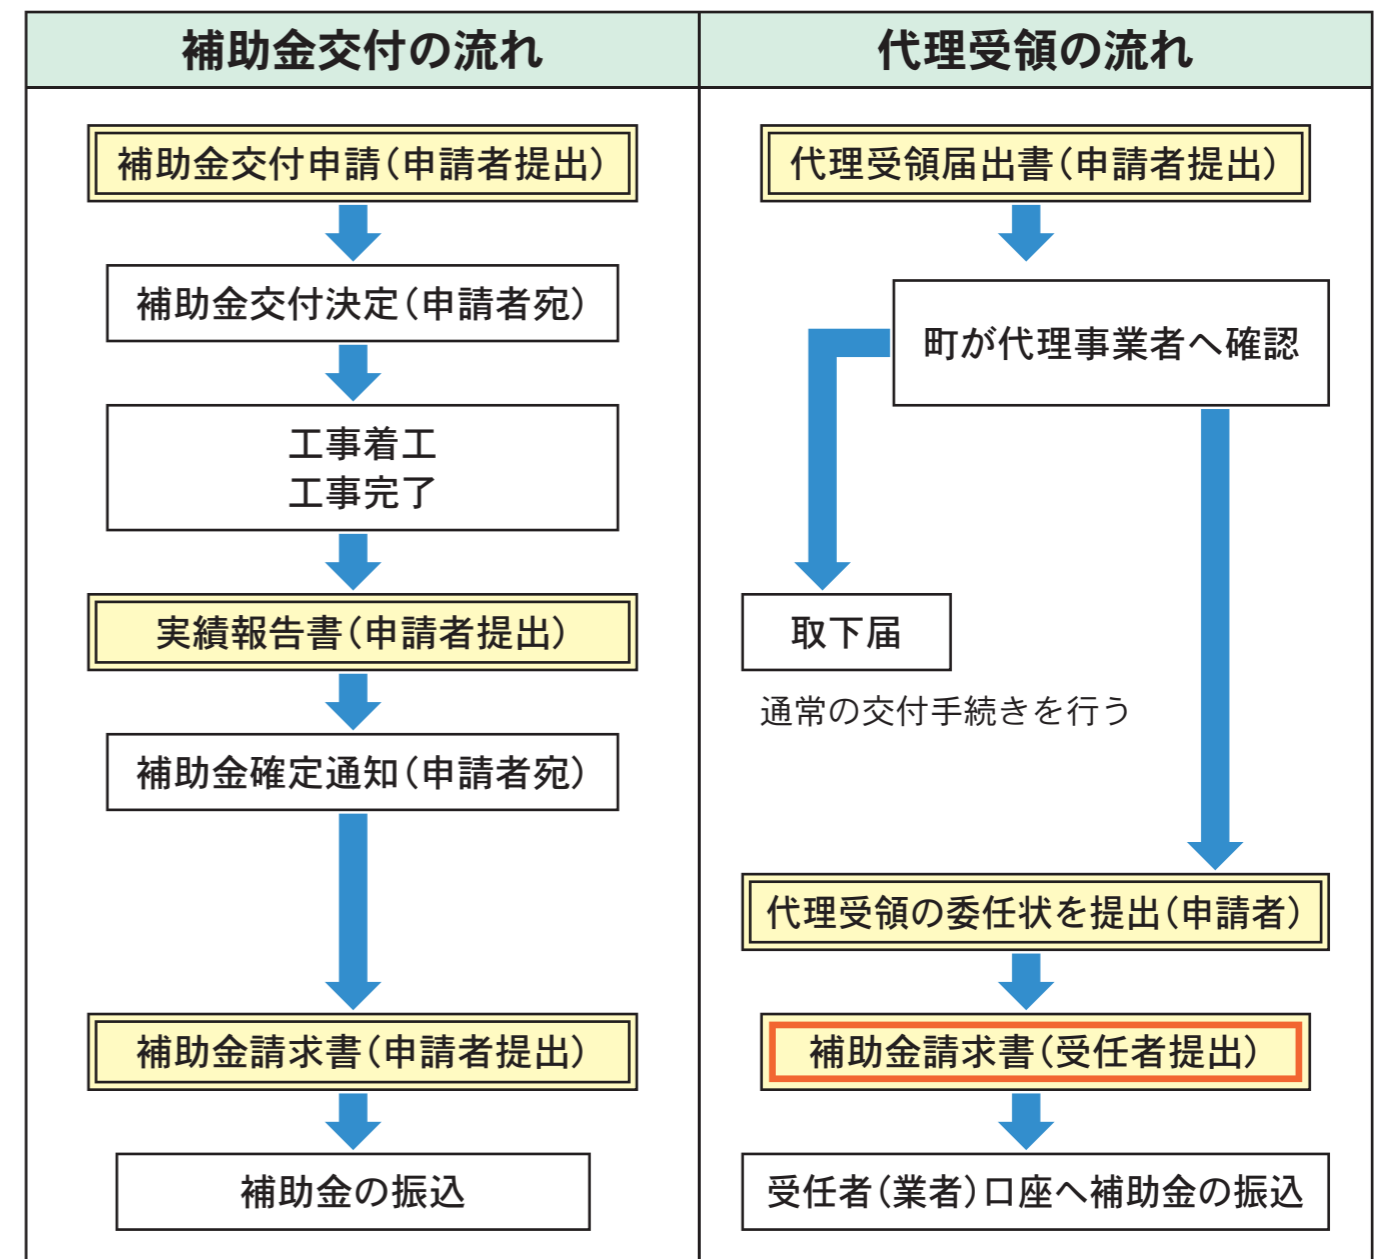 補助金交付の流れ
補助金交付申請(申請者提出)
補助金交付決定(申請者宛)
工事着工
工事完了
実績報告書(申請者提出)
補助金確定通知(申請者宛)
補助金請求書(申請者提出)
補助金の振込
代理受領の流れ
代理受領届出書(申請者提出)
町が代理事業者へ確認
取下届
通常の交付手続きを行う
代理受領の委任状を提出(申請者)
補助金請求書(受任者提出)
受任者(業者)口座へ補助金の振込